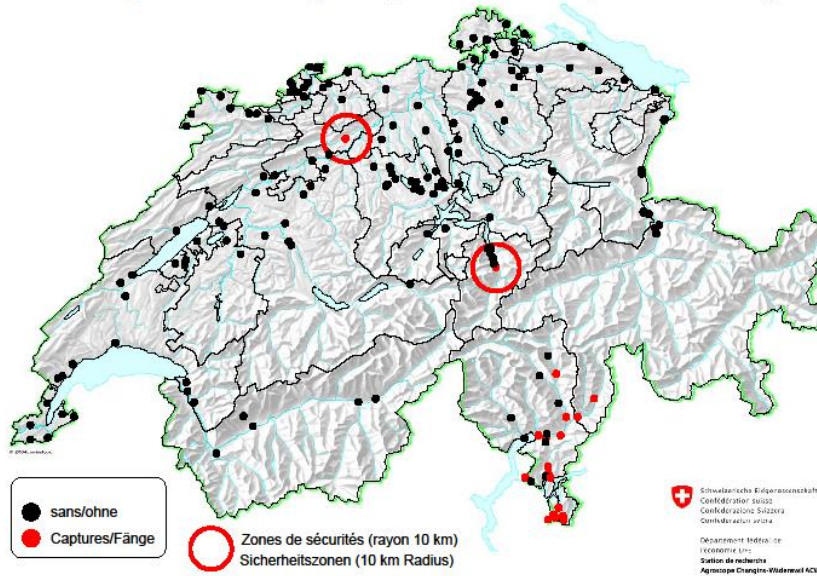 sans/ohne
Captures/Fänge
Zones de sécurités (rayon 10 km)
Sicherheitszonen (10 km Radius)
Schweizerische Eidgenossenschaft
Confédération suisse
Confederazione Svizzera
Confederaziun svizra
Département fédéral de
l'économie DFE
Station de recherche
Agroscope Changins-Wädenswil ACW